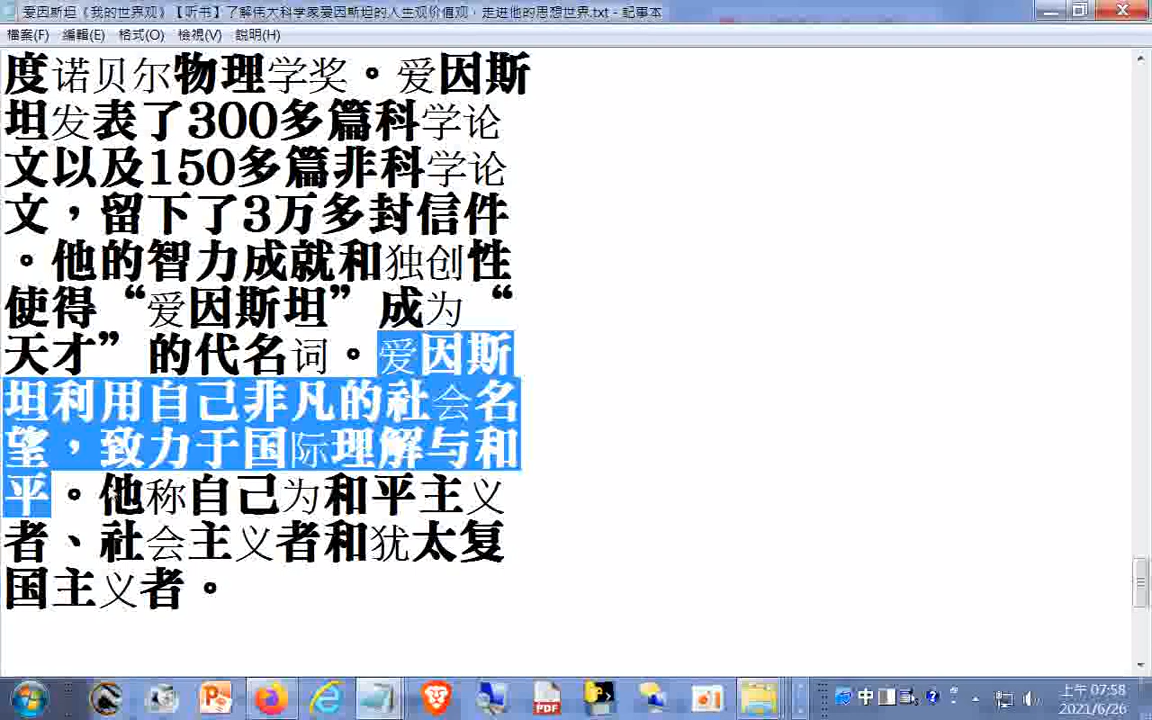 爱因斯坦《我的世界观》【听书】了解伟大科学家爱因斯坦的人生观价值观，走进他的思想世界.txt - 記事本
檔案(F) 編輯(E) 格式(O) 檢視(V) 說明(H)
度诺贝尔物理学奖。爱因斯
坦发表了300多篇科学论
文以及150多篇非科学论
文，留下了3万多封信件
。他的智力成就和独创性
使得“爱因斯坦”成为“
天才”的代名词。爱因斯
坦利用自己非凡的社会名
望，致力于国际理解与和
平。他称自己为和平主义
者、社会主义者和犹太复
国主义者。
中
上午 07:58
2021/6/26
PDF